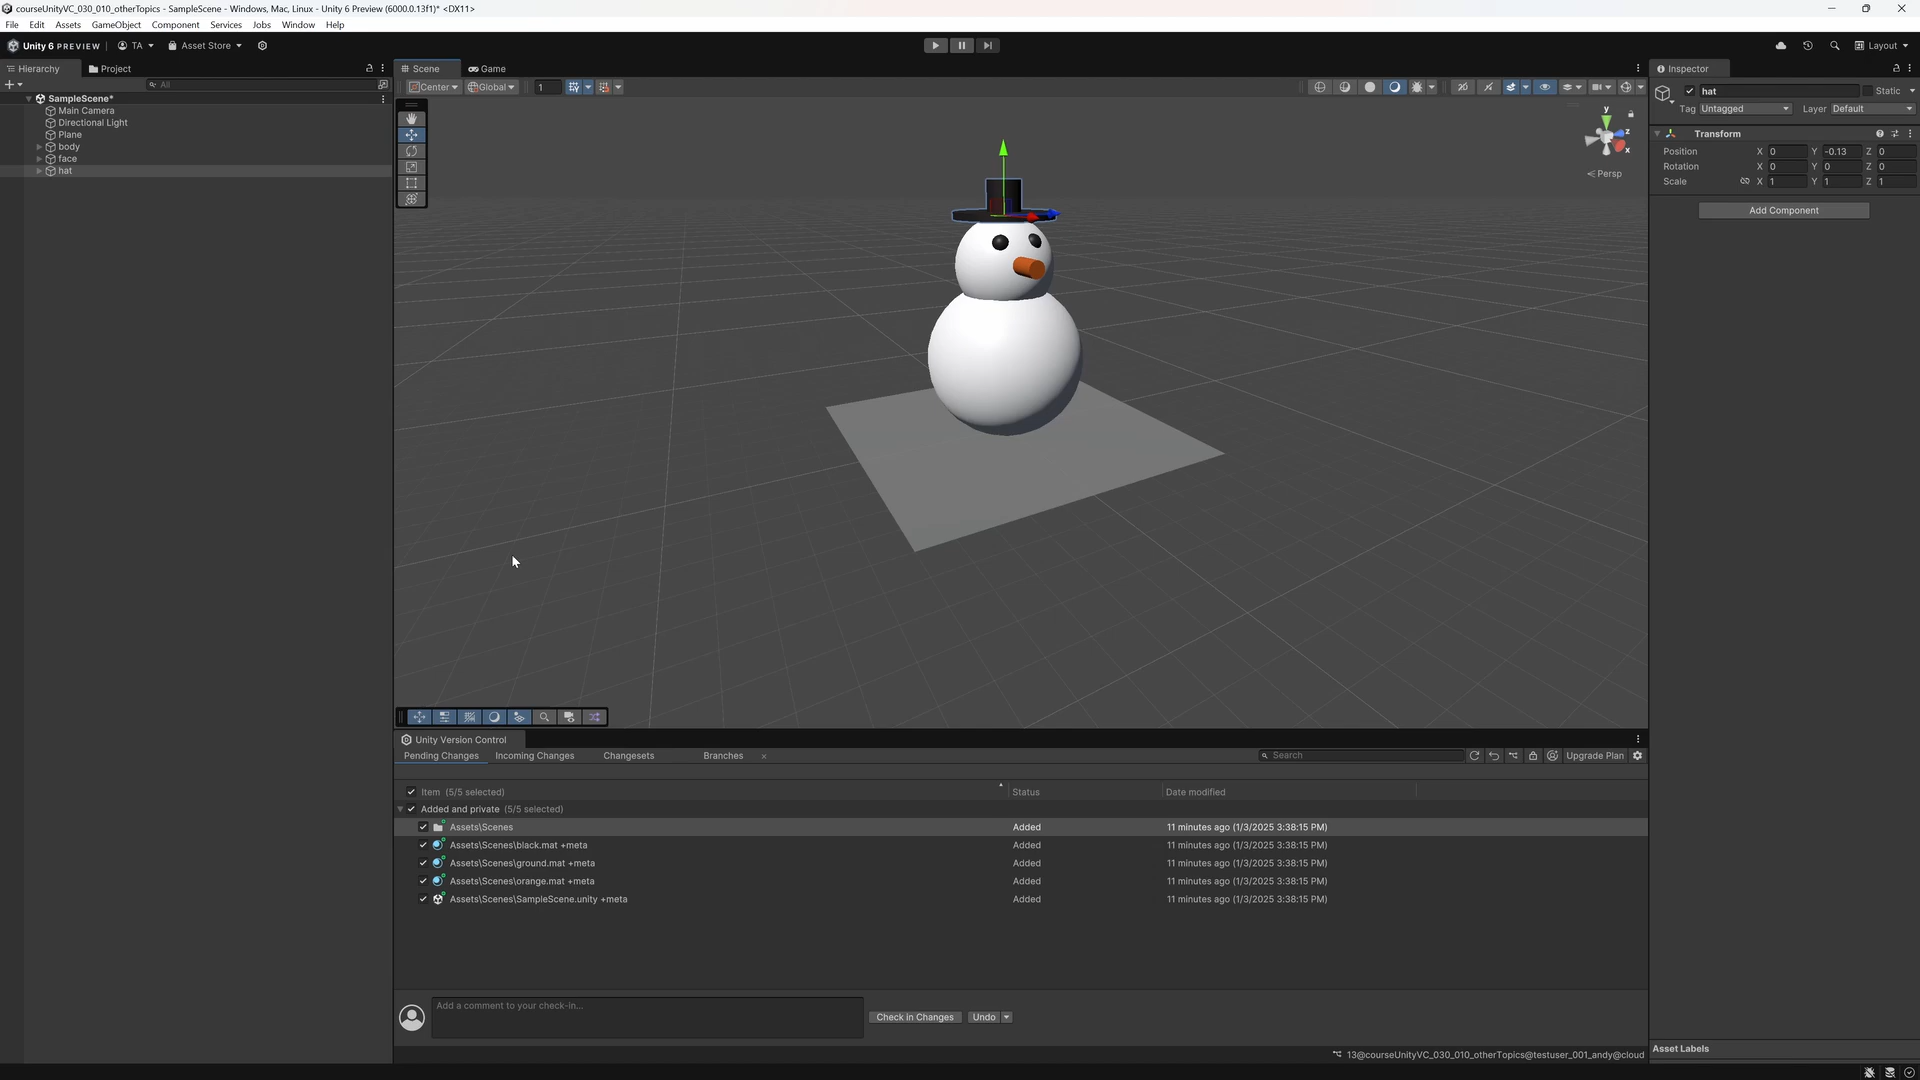 courseUnityVC_030_010_otherTopics - SampleScene - Windows, Mac, Linux - Unity 6 Preview (6000.0.13f1)* <DX11>
File Edit Assets GameObject Component Services Jobs Window Help
Unity 6 PREVIEW TA Asset Store Layout
Hierarchy Project
All
SampleScene*
Main Camera
Directional Light
Plane
body
face
hat
Scene Game
Center Global 1
y
z
x
Persp
Inspector
hat Static
Tag Untagged Layer Default
Transform
Position X 0 Y -0.13 Z 0
Rotation X 0 Y 0 Z 0
Scale X 1 Y 1 Z 1
Add Component
Unity Version Control
Pending Changes Incoming Changes Changesets Branches × Search Upgrade Plan
Item (5/5 selected) Status Date modified
Added and private (5/5 selected)
Assets\Scenes Added 11 minutes ago (1/3/2025 3:38:15 PM)
Assets\Scenes\black.mat +meta Added 11 minutes ago (1/3/2025 3:38:15 PM)
Assets\Scenes\ground.mat +meta Added 11 minutes ago (1/3/2025 3:38:15 PM)
Assets\Scenes\orange.mat +meta Added 11 minutes ago (1/3/2025 3:38:15 PM)
Assets\Scenes\SampleScene.unity +meta Added 11 minutes ago (1/3/2025 3:38:15 PM)
Add a comment to your check-in...
Check in Changes Undo
13@courseUnityVC_030_010_otherTopics@testuser_001_andy@cloud
Asset Labels